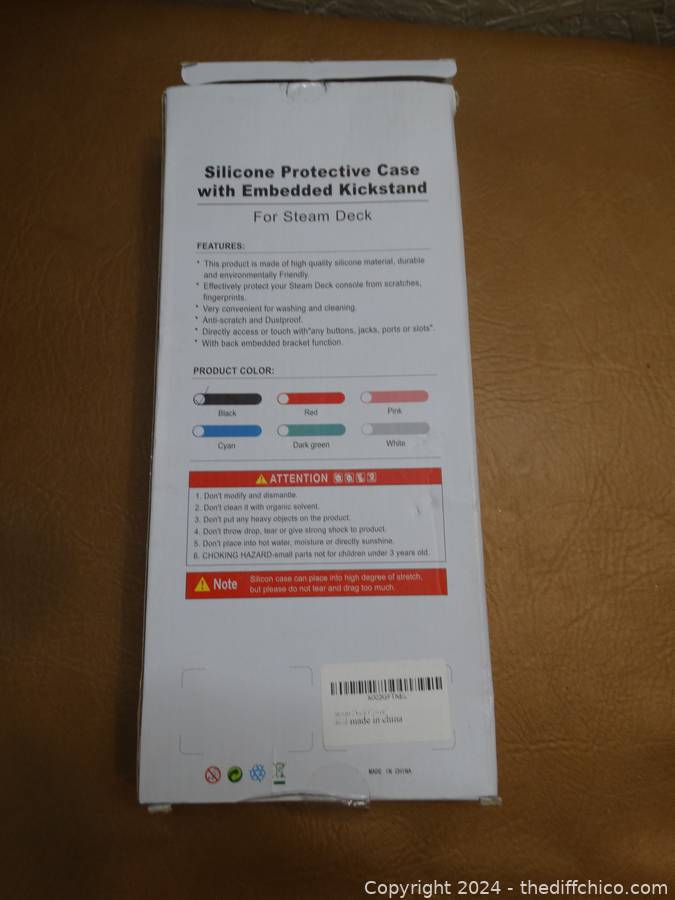 Silicone Protective Case
with Embedded Kickstand
For Steam Deck
FEATURES:
* This product is made of high quality silicone material, durable
and environmentally Friendly.
* Effectively protect your Steam Deck console from scratches,
fingerprints.
* Very convenient for washing and cleaning.
* Anti-scratch and Dustproof.
* Directly access or touch with"any buttons, jacks, ports or slots".
* With back embedded bracket function.
PRODUCT COLOR:
Black Red Pink
Cyan Dark green White
ATTENTION
1. Don't modify and dismantle.
2. Don't clean it with organic solvent.
3. Don't put any heavy objects on the product.
4. Don't throw drop, tear or give strong shock to product.
5. Don't place into hot water, moisture or directly sunshine.
6. CHOKING HAZARD-small parts not for children under 3 years old.
Note
Silicon case can place into high degree of stretch,
but please do not tear and drag too much.
made in china
MADE IN CHINA
Copyright 2024 - thediffchico.com